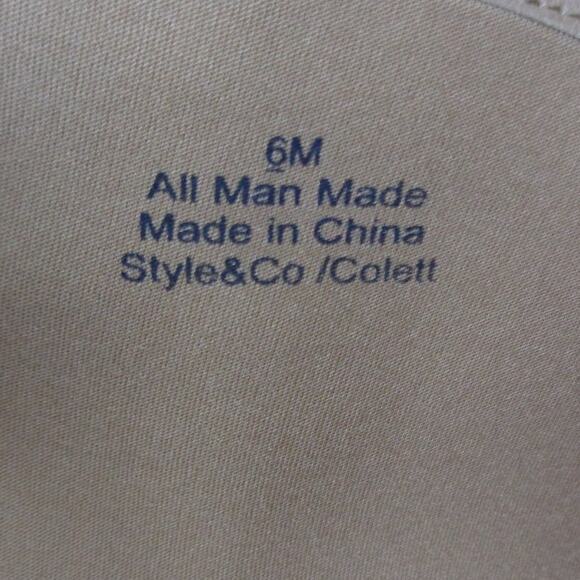 6M
All Man Made
Made in China
Style&Co /Colett